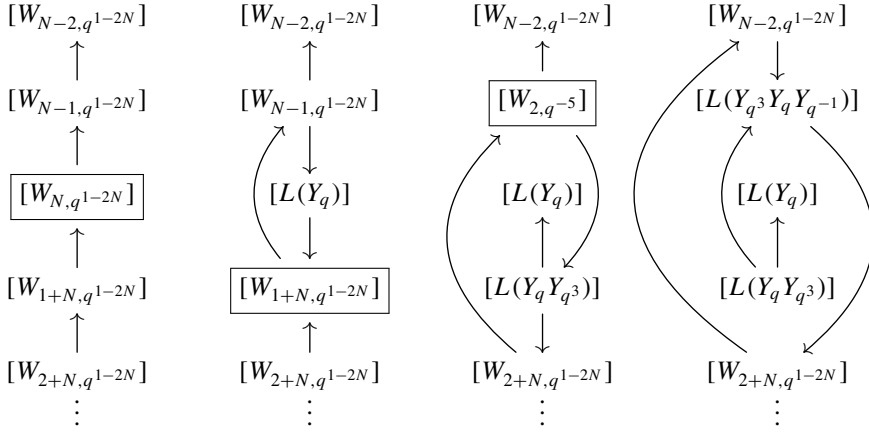 [W_{N−2,q^{1−2N}}] [W_{N−2,q^{1−2N}}] [W_{N−2,q^{1−2N}}] [W_{N−2,q^{1−2N}}]
[W_{N−1,q^{1−2N}}] [W_{N−1,q^{1−2N}}] [W_{2,q^{−5}}] [L(Y_{q^3}Y_qY_{q^{−1}})]
[W_{N,q^{1−2N}}] [L(Y_q)] [L(Y_q)] [L(Y_q)]
[W_{1+N,q^{1−2N}}] [W_{1+N,q^{1−2N}}] [L(Y_qY_{q^3})] [L(Y_qY_{q^3})]
[W_{2+N,q^{1−2N}}] [W_{2+N,q^{1−2N}}] [W_{2+N,q^{1−2N}}] [W_{2+N,q^{1−2N}}]
⋮ ⋮ ⋮ ⋮